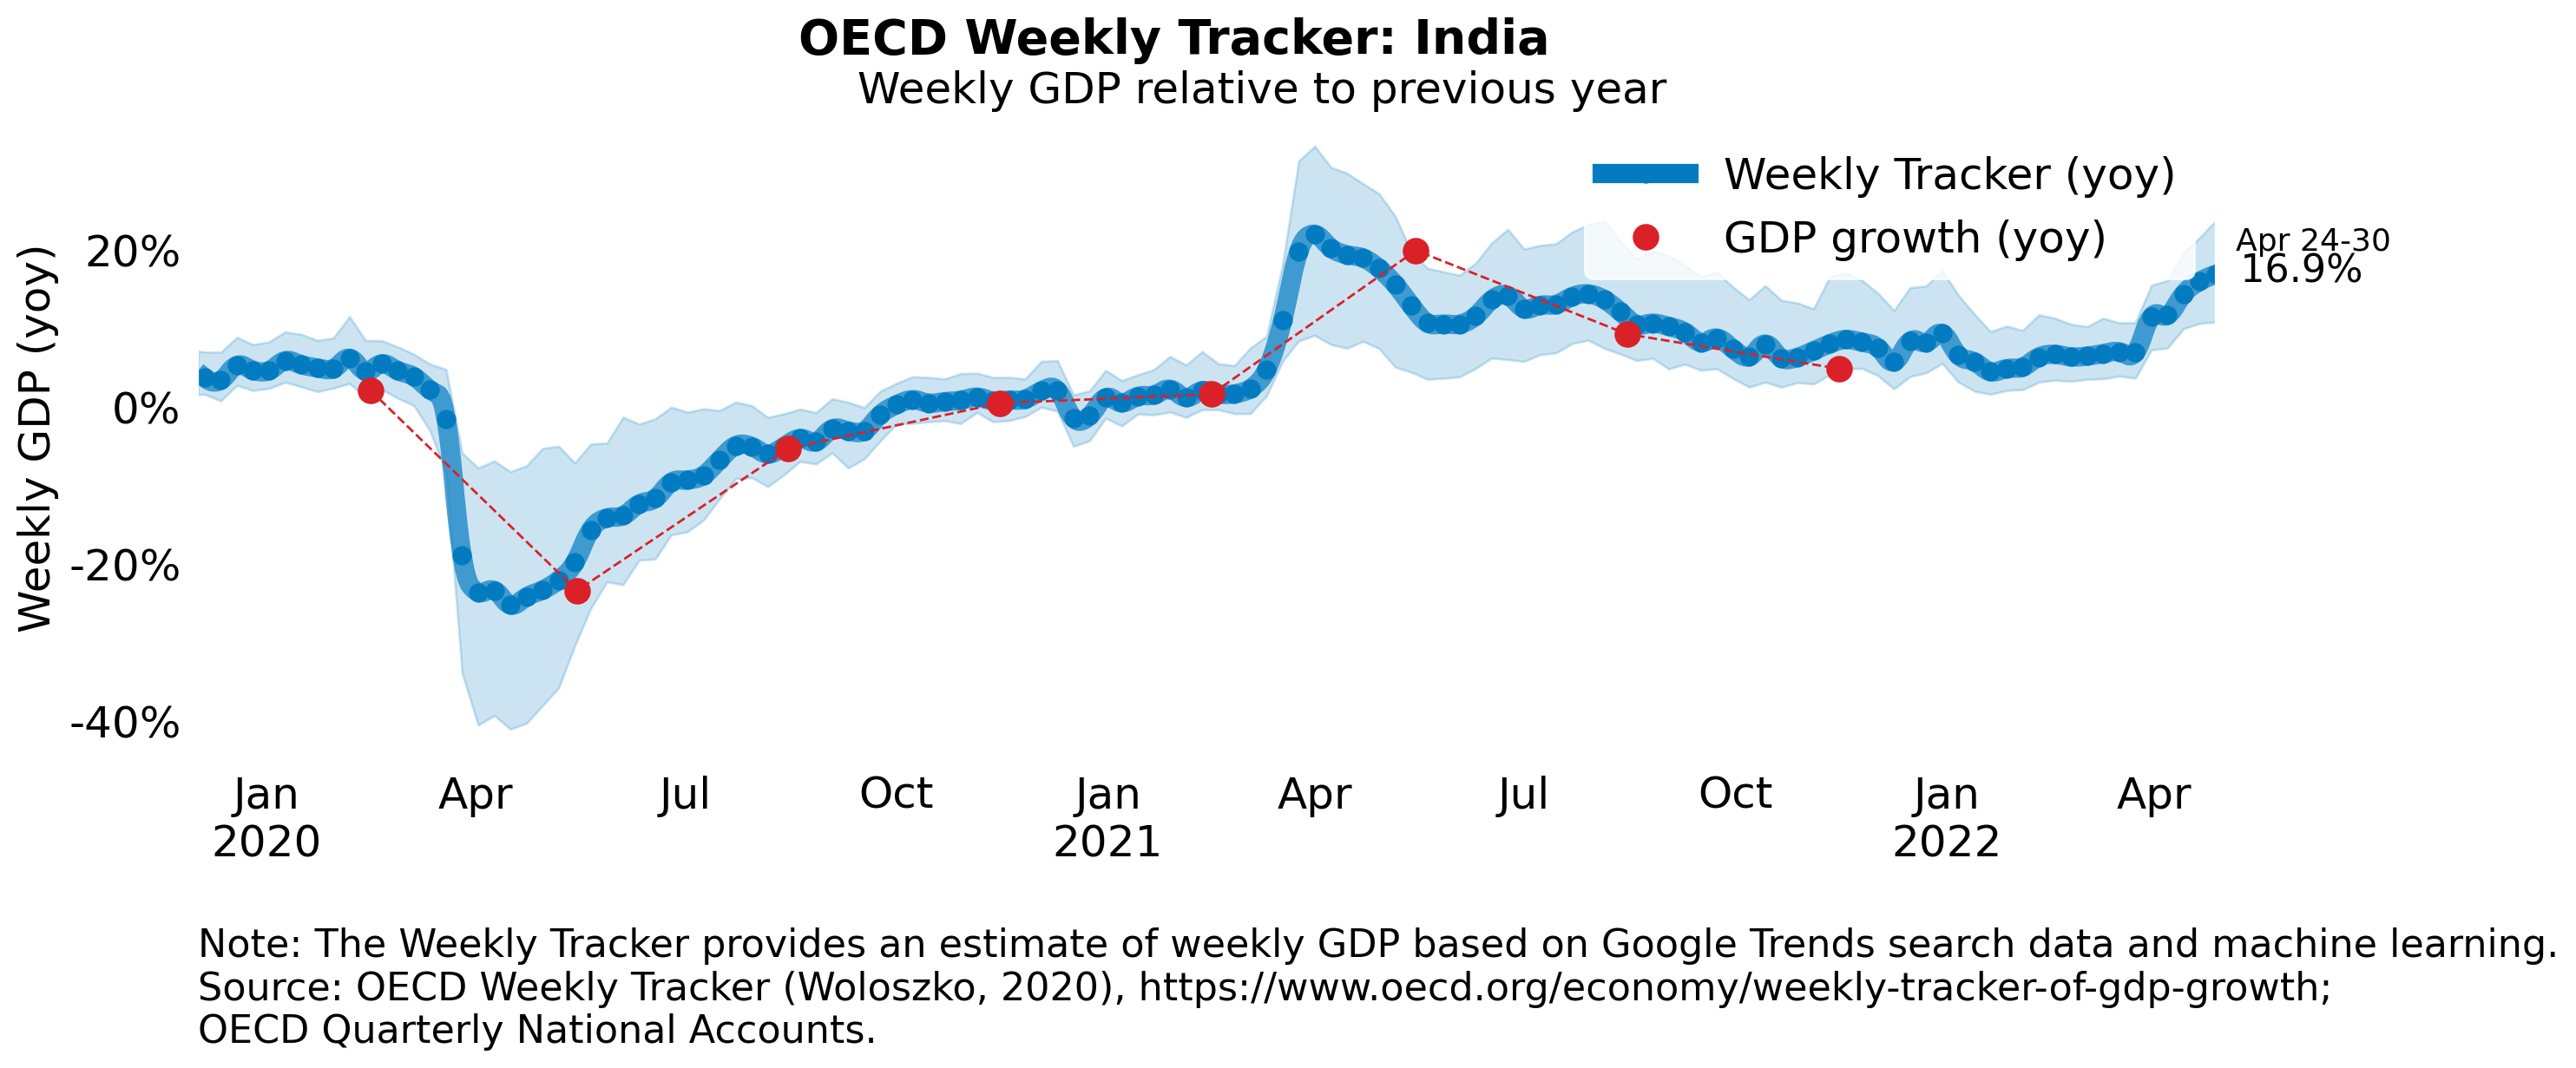 OECD Weekly Tracker: India
Weekly GDP relative to previous year
Weekly Tracker (yoy)
GDP growth (yoy)
Apr 24-30
16.9%
Weekly GDP (yoy)
20%
0%
-20%
-40%
Jan Apr Jul Oct Jan Apr Jul Oct Jan Apr
2020 2021 2022
Note: The Weekly Tracker provides an estimate of weekly GDP based on Google Trends search data and machine learning.
Source: OECD Weekly Tracker (Woloszko, 2020), https://www.oecd.org/economy/weekly-tracker-of-gdp-growth;
OECD Quarterly National Accounts.